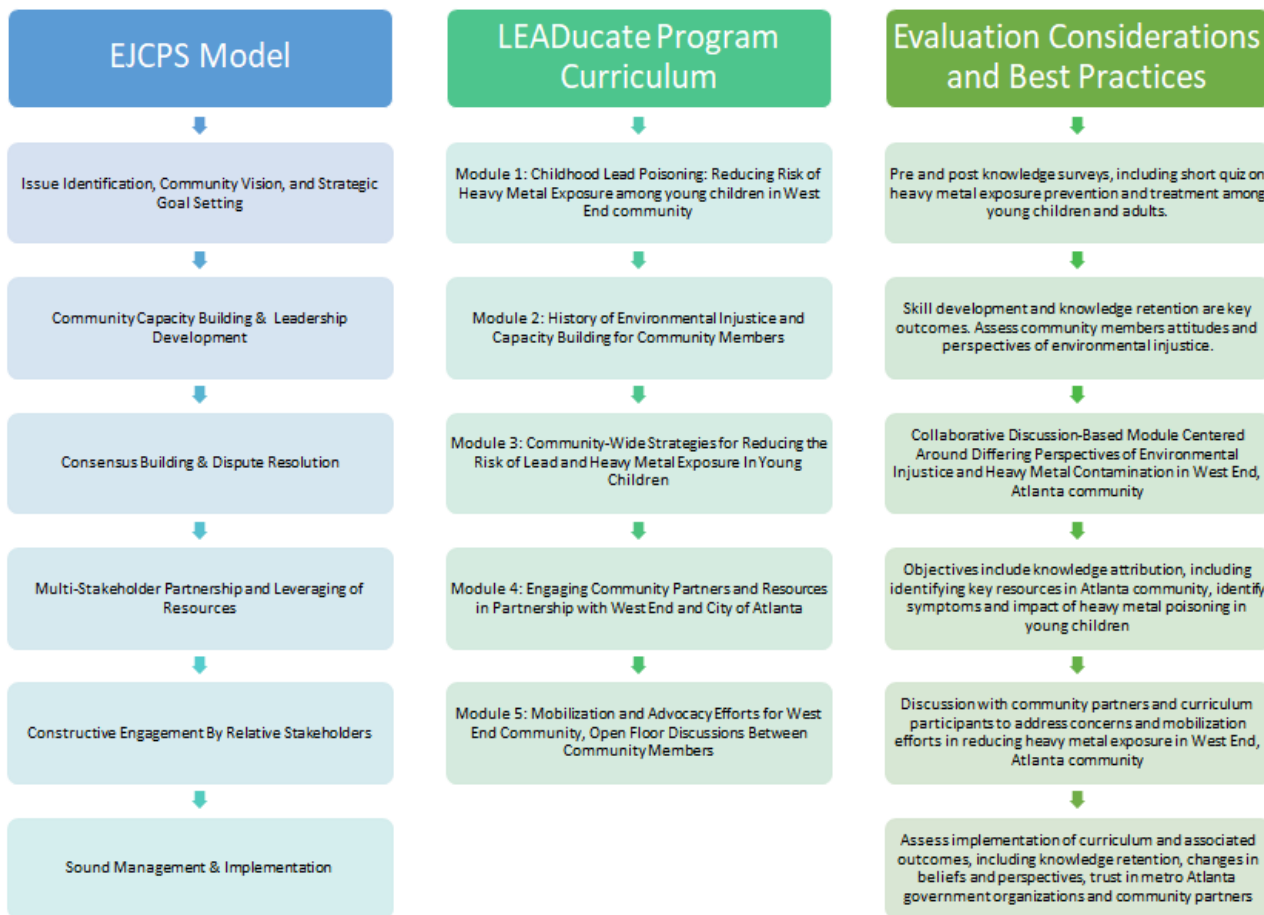 EJCPS Model
Issue Identification, Community Vision, and Strategic
Goal Setting
Community Capacity Building & Leadership
Development
Consensus Building & Dispute Resolution
Multi-Stakeholder Partnership and Leveraging of
Resources
Constructive Engagement By Relative Stakeholders
Sound Management & Implementation
LEADucate Program
Curriculum
Module 1: Childhood Lead Poisoning: Reducing Risk of
Heavy Metal Exposure among young children in West
End community
Module 2: History of Environmental Injustice and
Capacity Building for Community Members
Module 3: Community-Wide Strategies for Reducing the
Risk of Lead and Heavy Metal Exposure In Young
Children
Module 4: Engaging Community Partners and Resources
in Partnership with West End and City of Atlanta
Module 5: Mobilization and Advocacy Efforts for West
End Community, Open Floor Discussions Between
Community Members
Evaluation Considerations
and Best Practices
Pre and post knowledge surveys, including short quiz on
heavy metal exposure prevention and treatment among
young children and adults.
Skill development and knowledge retention are key
outcomes. Assess community members attitudes and
perspectives of environmental injustice.
Collaborative Discussion-Based Module Centered
Around Differing Perspectives of Environmental
Injustice and Heavy Metal Contamination in West End,
Atlanta community
Objectives include knowledge attribution, including
identifying key resources in Atlanta community, identify
symptoms and impact of heavy metal poisoning in
young children
Discussion with community partners and curriculum
participants to address concerns and mobilization
efforts in reducing heavy metal exposure in West End,
Atlanta community
Assess implementation of curriculum and associated
outcomes, including knowledge retention, changes in
beliefs and perspectives, trust in metro Atlanta
government organizations and community partners